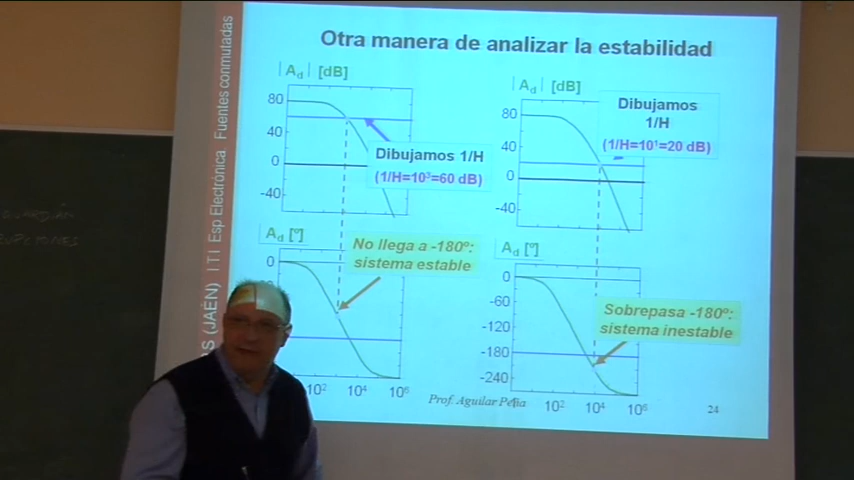 Otra manera de analizar la estabilidad
| Ad | [dB]
80
40
0
-40
Dibujamos 1/H
(1/H=10³=60 dB)
Ad [º]
0
No llega a -180º:
sistema estable
10² 10⁴ 10⁶
| Ad | [dB]
80
40
0
-40
Dibujamos
1/H
(1/H=10¹=20 dB)
Ad [º]
0
-60
-120
-180
-240
Sobrepasa -180º:
sistema inestable
10² 10⁴ 10⁶
Prof. Aguilar Peña
24
(JAÉN) I T I Esp Electrónica. Fuentes conmutadas